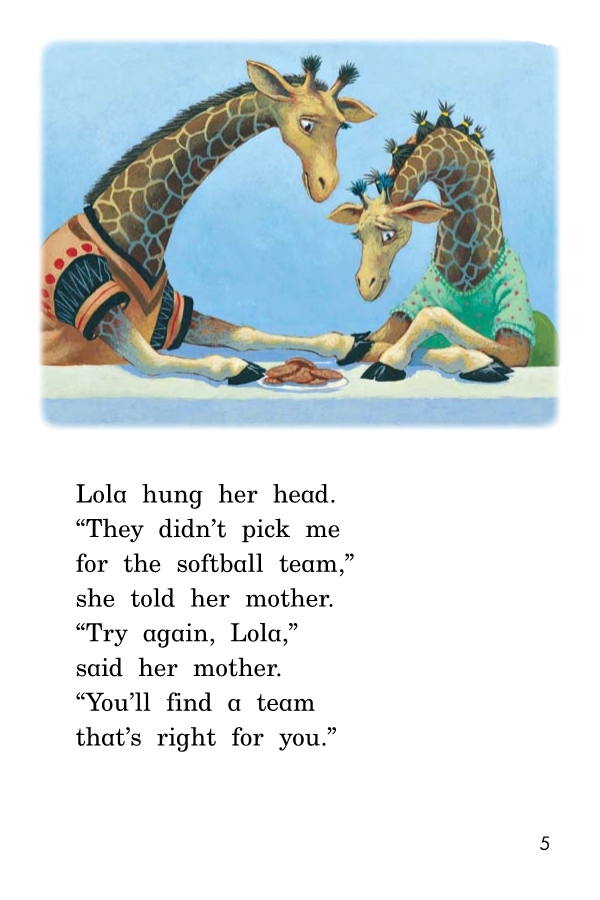 Lola hung her head.
“They didn’t pick me
for the softball team,”
she told her mother.
“Try again, Lola,”
said her mother.
“You’ll find a team
that’s right for you.”
5